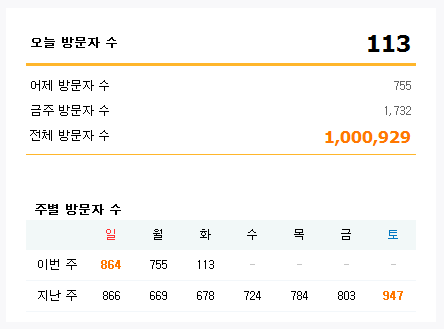 오늘 방문자 수 113
어제 방문자 수 755
금주 방문자 수 1,732
전체 방문자 수 1,000,929
주별 방문자 수
일 월 화 수 목 금 토
이번 주 864 755 113 - - - -
지난 주 866 669 678 724 784 803 947